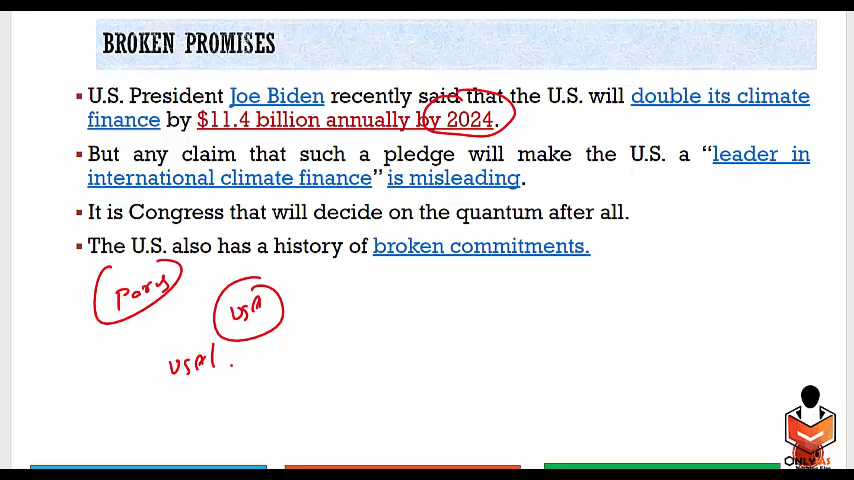 BROKEN PROMISES
▪ U.S. President Joe Biden recently said that the U.S. will double its climate
finance by $11.4 billion annually by 2024.
▪ But any claim that such a pledge will make the U.S. a “leader in
international climate finance” is misleading.
▪ It is Congress that will decide on the quantum after all.
▪ The U.S. also has a history of broken commitments.
USA
USA